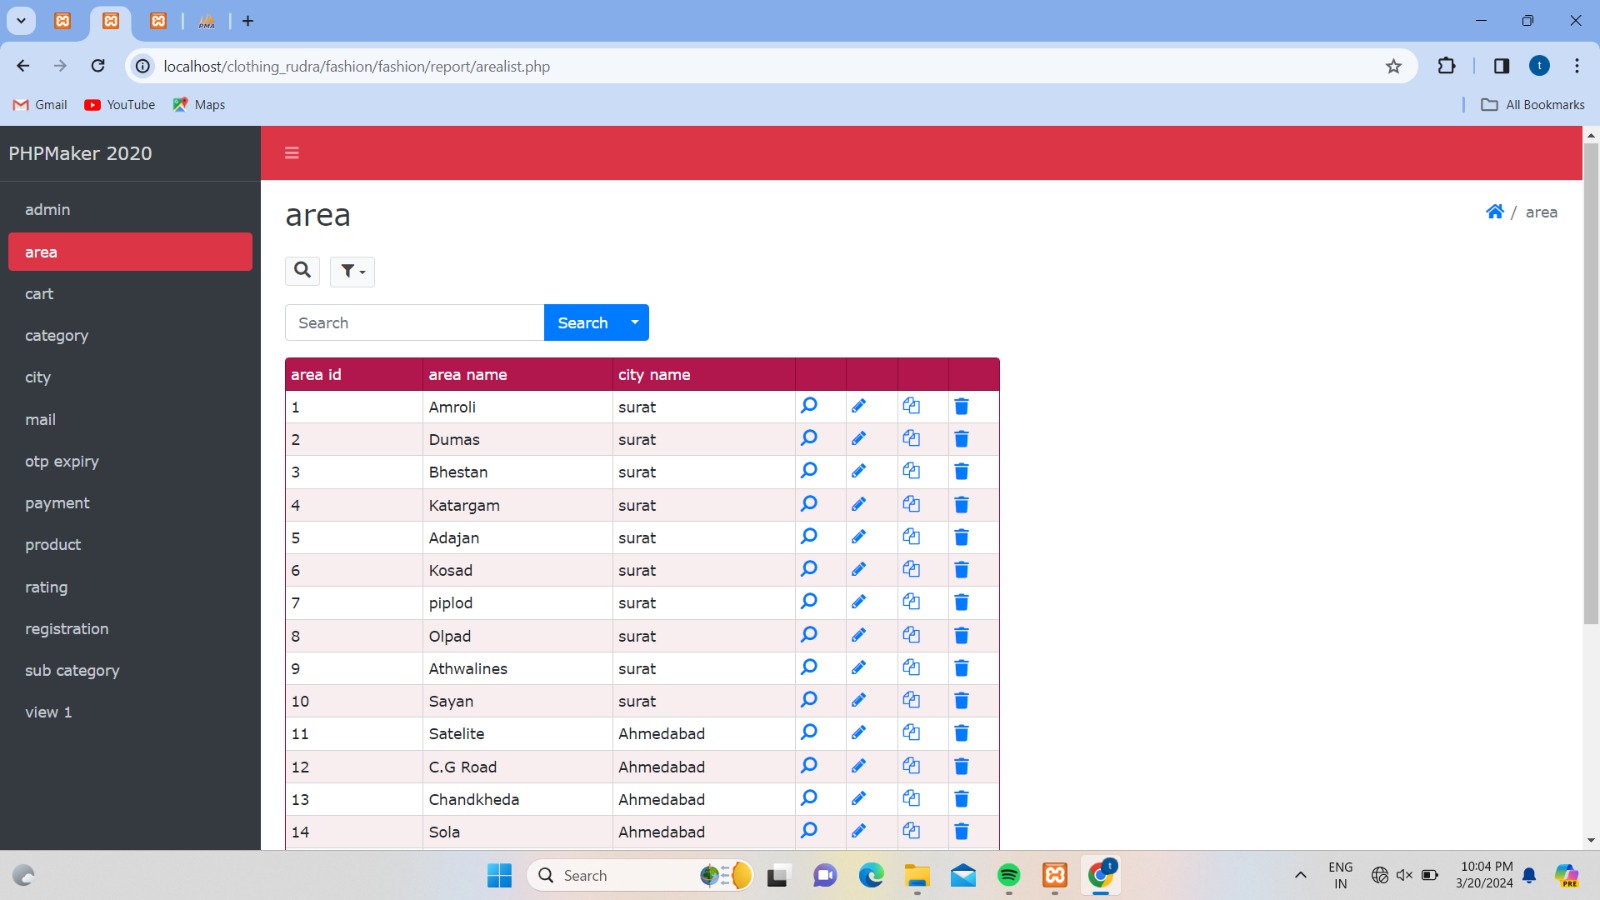 PMA
localhost/clothing_rudra/fashion/fashion/report/arealist.php
t
Gmail YouTube Maps All Bookmarks
PHPMaker 2020
admin
area
cart
category
city
mail
otp expiry
payment
product
rating
registration
sub category
view 1
area
/ area
Search Search
area id area name city name
1 Amroli surat
2 Dumas surat
3 Bhestan surat
4 Katargam surat
5 Adajan surat
6 Kosad surat
7 piplod surat
8 Olpad surat
9 Athwalines surat
10 Sayan surat
11 Satelite Ahmedabad
12 C.G Road Ahmedabad
13 Chandkheda Ahmedabad
14 Sola Ahmedabad
Search
t
ENG
IN
10:04 PM
3/20/2024
PRE